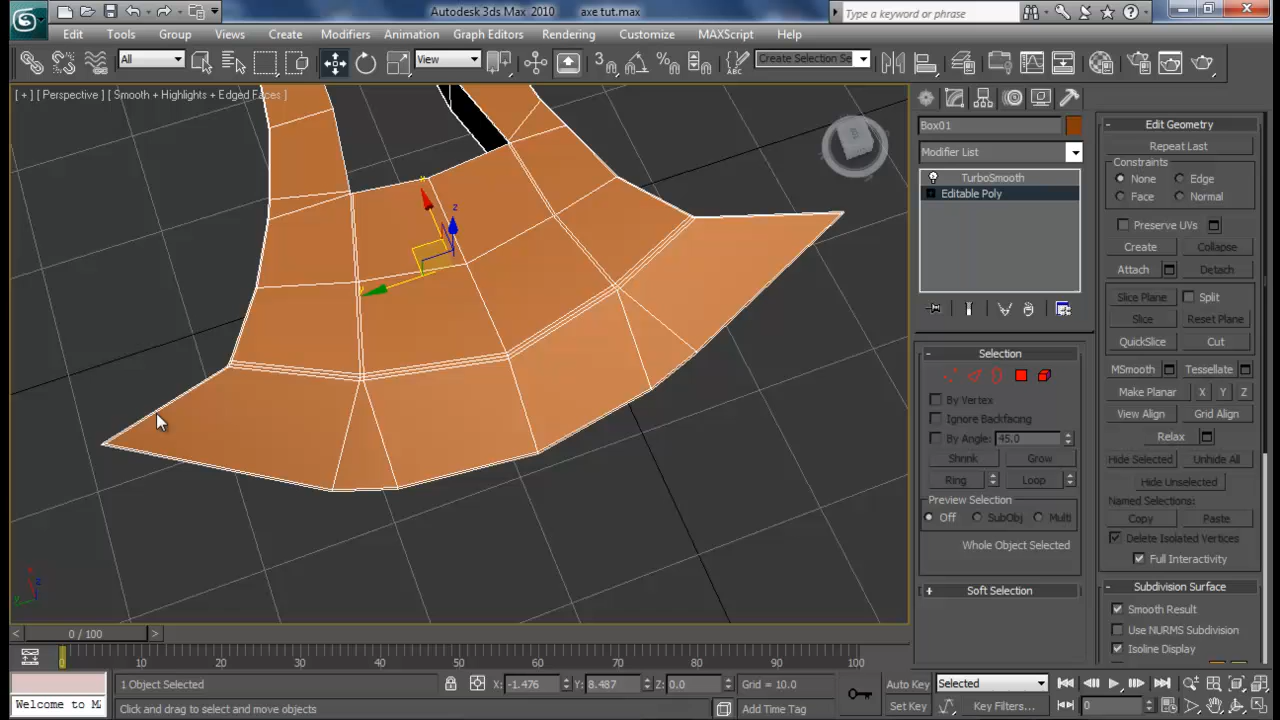 Autodesk 3ds Max 2010 axe tut.max
Type a keyword or phrase
Edit Tools Group Views Create Modifiers Animation Graph Editors Rendering Customize MAXScript Help
All View Create Selection Se
[ + ] [ Perspective ] [ Smooth + Highlights + Edged Faces ]
Box01
Modifier List
TurboSmooth
Editable Poly
Selection
By Vertex
Ignore Backfacing
By Angle: 45.0
Shrink Grow
Ring Loop
Preview Selection
Off SubObj Multi
Whole Object Selected
Soft Selection
Edit Geometry
Repeat Last
Constraints
None Edge
Face Normal
Preserve UVs
Create Collapse
Attach Detach
Slice Plane Split
Slice Reset Plane
QuickSlice Cut
MSmooth Tessellate
Make Planar X Y Z
View Align Grid Align
Relax
Hide Selected Unhide All
Hide Unselected
Named Selections:
Copy Paste
Delete Isolated Vertices
Full Interactivity
Subdivision Surface
Smooth Result
Use NURMS Subdivision
Isoline Display
0 / 100
0 10 20 30 40 50 60 70 80 90 100
1 Object Selected X: -1.476 Y: 8.487 Z: 0.0 Grid = 10.0 Auto Key Selected
Welcome to MA Click and drag to select and move objects Add Time Tag Set Key Key Filters... 0